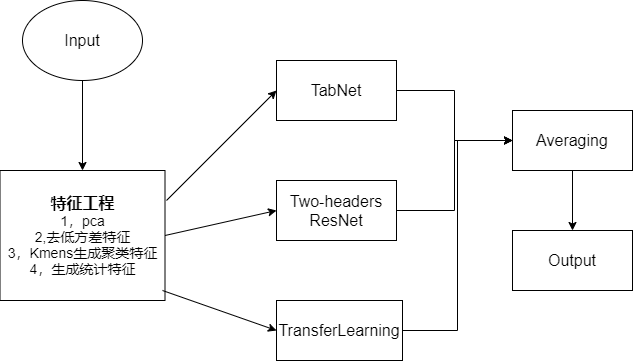 Input
特征工程
1，pca
2,去低方差特征
3，Kmens生成聚类特征
4，生成统计特征
TabNet
Two-headers
ResNet
TransferLearning
Averaging
Output